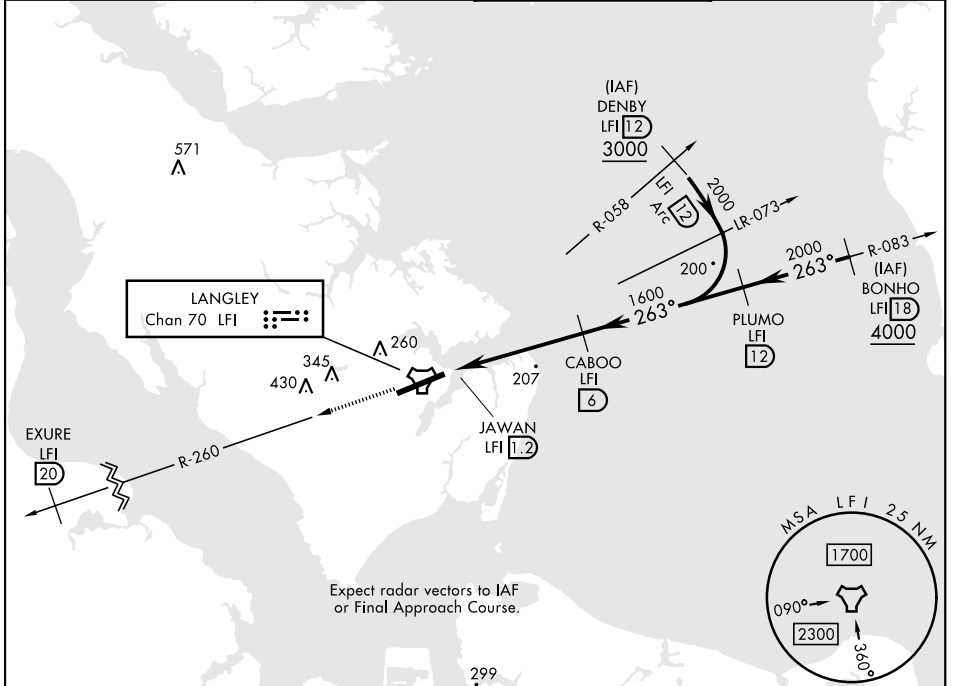 (IAF)
DENBY
LFI 12
3000
571
2000
R-058
LFI 12 Arc
LR-073
2000
R-083
263°
200
(IAF)
BONHO
LFI 18
4000
LANGLEY
Chan 70 LFI
1600
263°
PLUMO
LFI
12
260
345
430
207
CABOO
LFI
6
JAWAN
LFI 1.2
EXURE
LFI
20
R-260
MSA LFI 25 NM
1700
090°
2300
360°
Expect radar vectors to IAF
or Final Approach Course.
299